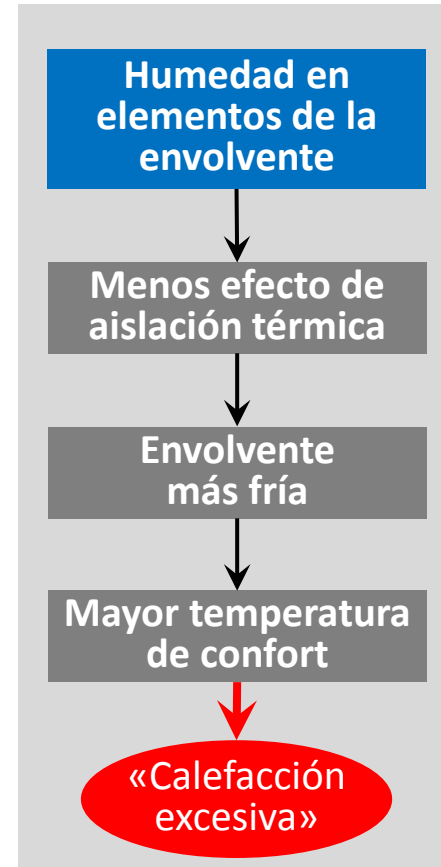 Humedad en
elementos de la
envolvente
Menos efecto de
aislación térmica
Envolvente
más fría
Mayor temperatura
de confort
«Calefacción
excesiva»